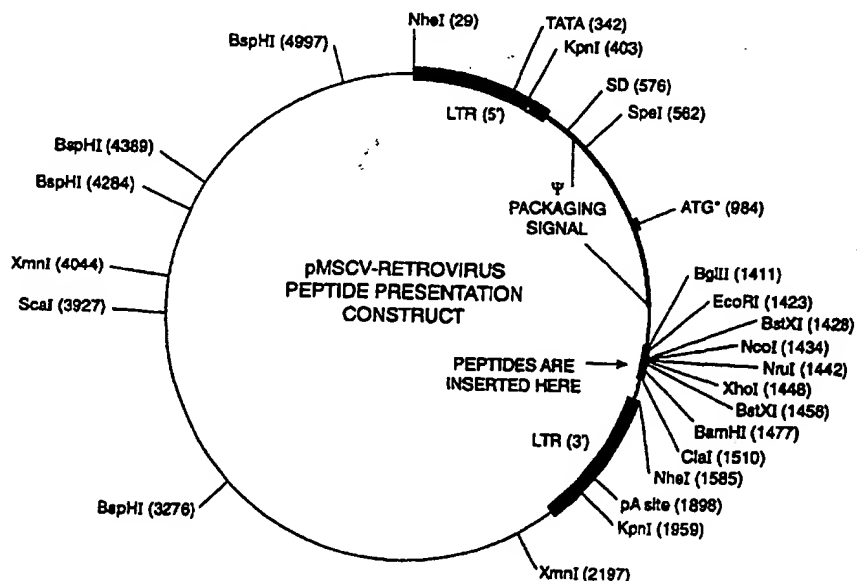 NheI (29)
TATA (342)
KpnI (403)
BspHI (4997)
SD (576)
SpeI (562)
LTR (5')
BspHI (4389)
BspHI (4284)
Ψ
PACKAGING
SIGNAL
ATG* (984)
XmnI (4044)
ScaI (3927)
pMSCV-RETROVIRUS
PEPTIDE PRESENTATION
CONSTRUCT
BglII (1411)
EcoRI (1423)
BstXI (1428)
NcoI (1434)
NruI (1442)
XhoI (1448)
BstXI (1458)
BamHI (1477)
ClaI (1510)
NheI (1585)
PEPTIDES ARE
INSERTED HERE
LTR (3')
pA site (1898)
KpnI (1959)
BspHI (3276)
XmnI (2197)